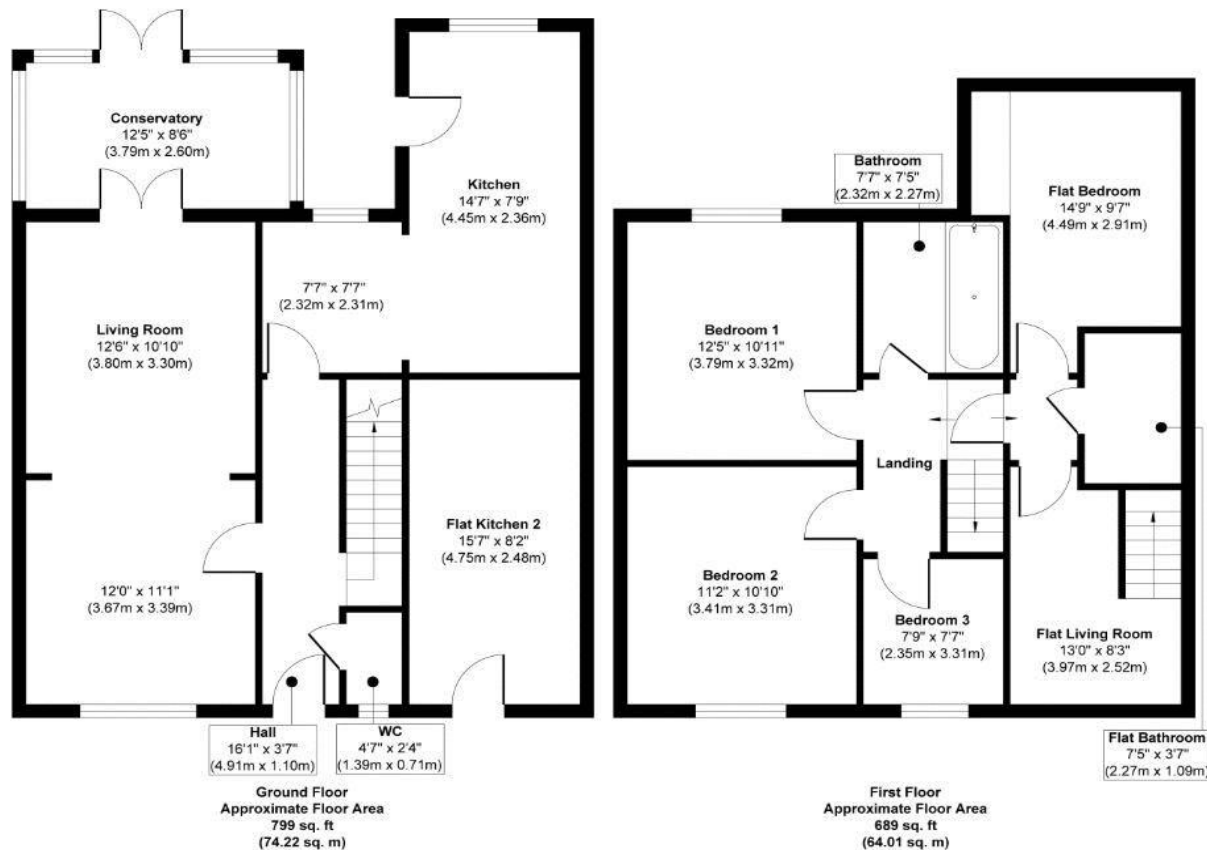 Conservatory
12'5" x 8'6"
(3.79m x 2.60m)
Kitchen
14'7" x 7'9"
(4.45m x 2.36m)
7'7" x 7'7"
(2.32m x 2.31m)
Living Room
12'6" x 10'10"
(3.80m x 3.30m)
Flat Kitchen 2
15'7" x 8'2"
(4.75m x 2.48m)
12'0" x 11'1"
(3.67m x 3.39m)
Hall
16'1" x 3'7"
(4.91m x 1.10m)
WC
4'7" x 2'4"
(1.39m x 0.71m)
Ground Floor
Approximate Floor Area
799 sq. ft
(74.22 sq. m)
Bathroom
7'7" x 7'5"
(2.32m x 2.27m)
Flat Bedroom
14'9" x 9'7"
(4.49m x 2.91m)
Bedroom 1
12'5" x 10'11"
(3.79m x 3.32m)
Landing
Bedroom 2
11'2" x 10'10"
(3.41m x 3.31m)
Bedroom 3
7'9" x 7'7"
(2.35m x 3.31m)
Flat Living Room
13'0" x 8'3"
(3.97m x 2.52m)
Flat Bathroom
7'5" x 3'7"
(2.27m x 1.09m)
First Floor
Approximate Floor Area
689 sq. ft
(64.01 sq. m)